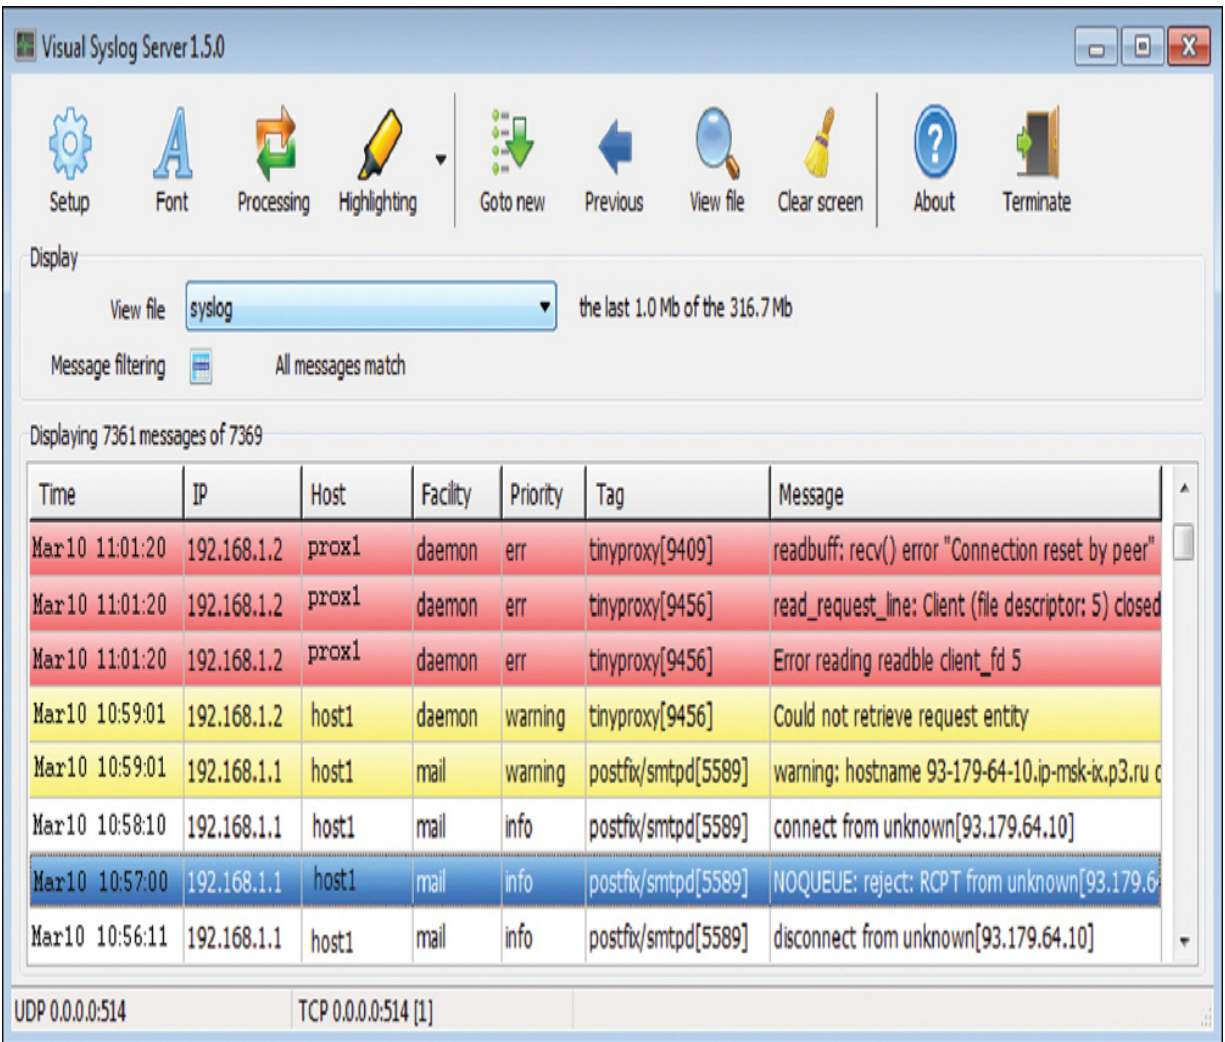 Visual Syslog Server 1.5.0
Setup Font Processing Highlighting Goto new Previous View file Clear screen About Terminate
Display
View file syslog the last 1.0 Mb of the 316.7 Mb
Message filtering All messages match
Displaying 7361 messages of 7369
Time IP Host Facility Priority Tag Message
Mar10 11:01:20 192.168.1.2 prox1 daemon err tinyproxy[9409] readbuff: recv() error "Connection reset by peer"
Mar10 11:01:20 192.168.1.2 prox1 daemon err tinyproxy[9456] read_request_line: Client (file descriptor: 5) closed
Mar10 11:01:20 192.168.1.2 prox1 daemon err tinyproxy[9456] Error reading readble client_fd 5
Mar10 10:59:01 192.168.1.2 host1 daemon warning tinyproxy[9456] Could not retrieve request entity
Mar10 10:59:01 192.168.1.1 host1 mail warning postfix/smtpd[5589] warning: hostname 93-179-64-10.ip-msk-ix.p3.ru
Mar10 10:58:10 192.168.1.1 host1 mail info postfix/smtpd[5589] connect from unknown[93.179.64.10]
Mar10 10:57:00 192.168.1.1 host1 mail info postfix/smtpd[5589] NOQUEUE: reject: RCPT from unknown[93.179.6
Mar10 10:56:11 192.168.1.1 host1 mail info postfix/smtpd[5589] disconnect from unknown[93.179.64.10]
UDP 0.0.0.0:514 TCP 0.0.0.0:514 [1]